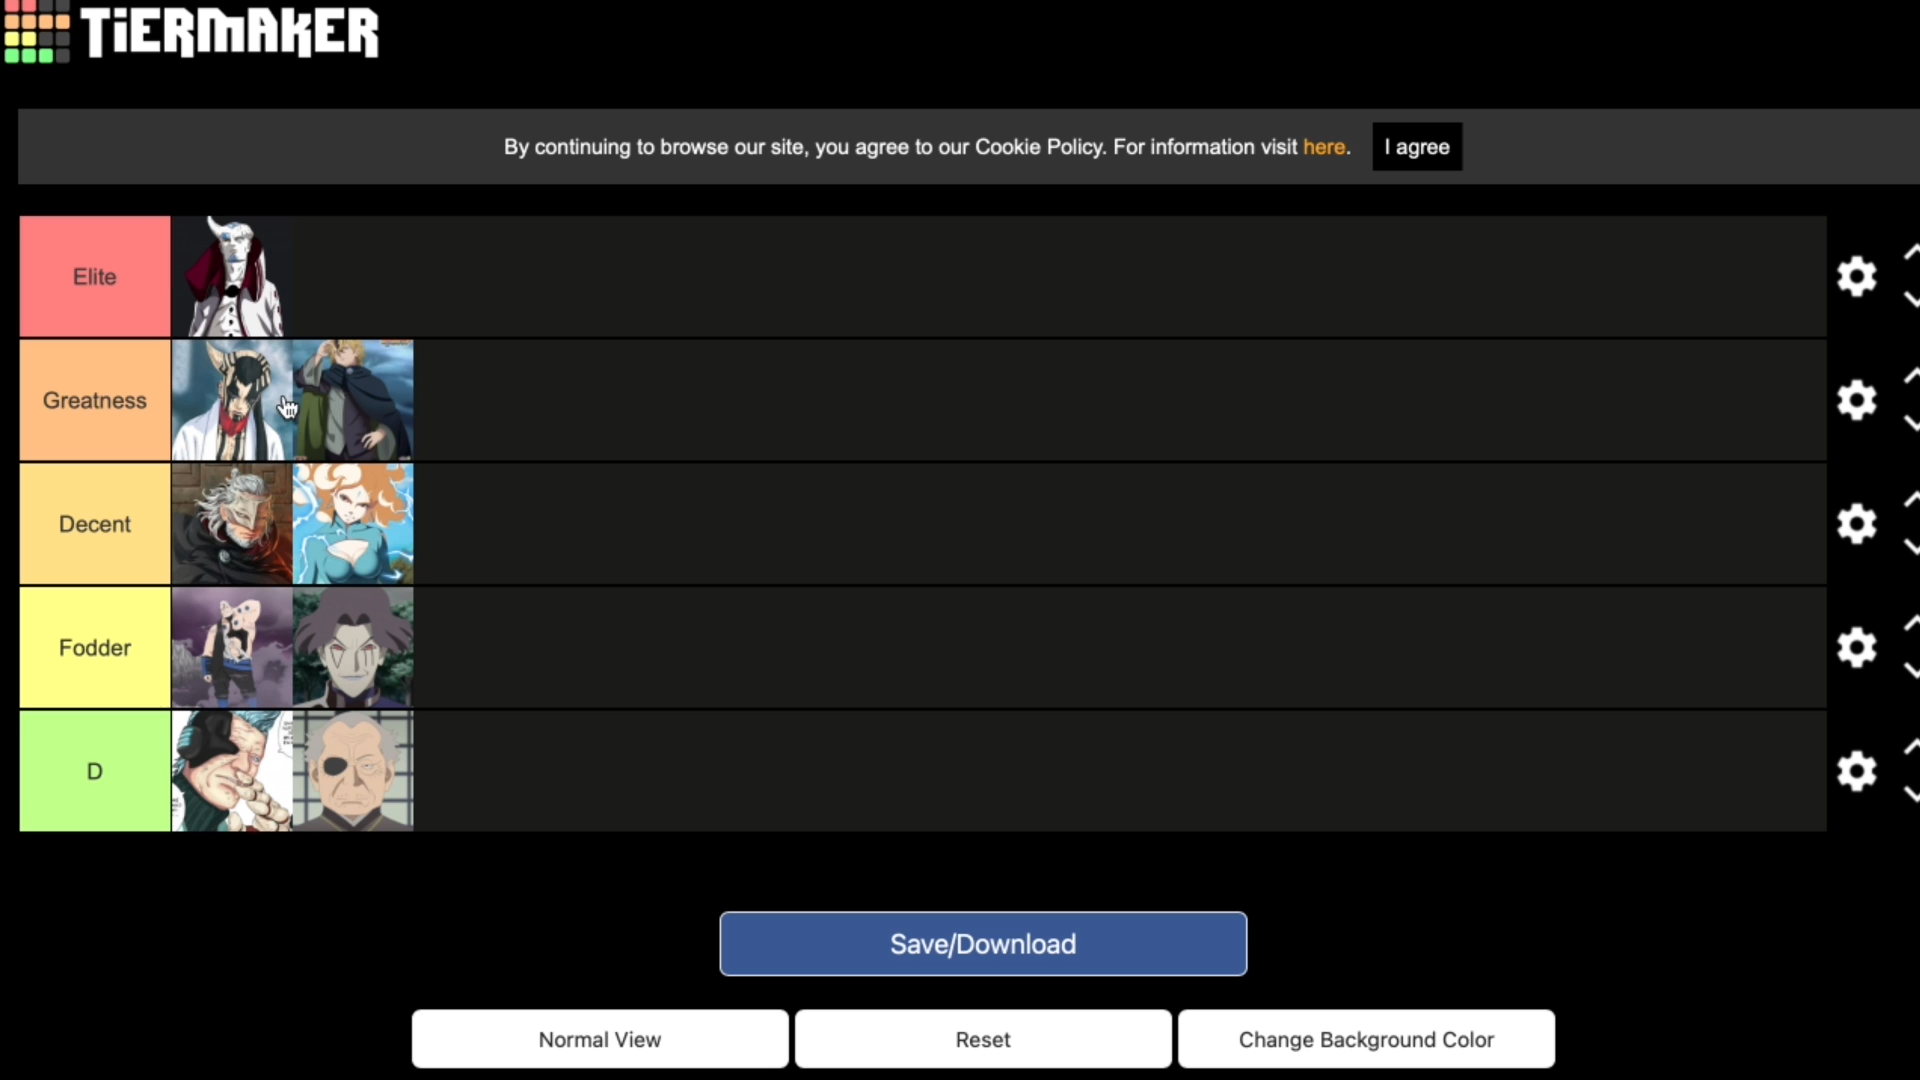 TiERMAKER
By continuing to browse our site, you agree to our Cookie Policy. For information visit here. I agree
Elite
Greatness
Decent
Fodder
D
Save/Download
Normal View Reset Change Background Color